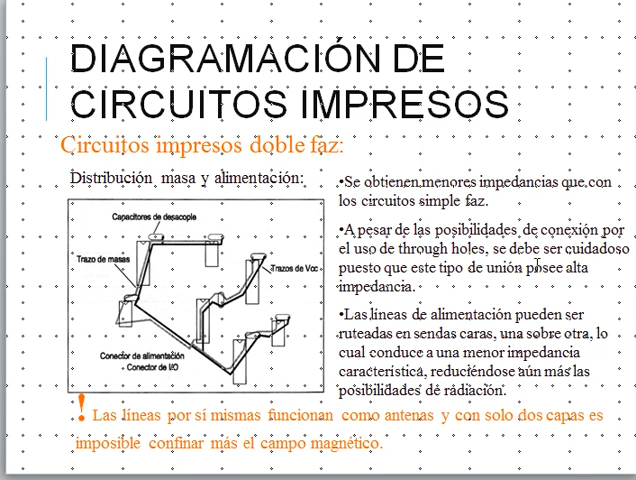 DIAGRAMACIÓN DE
CIRCUITOS IMPRESOS
Circuitos impresos doble faz:
Distribución masa y alimentación:
Capacitores de desacople
Trazo de masas
Trazos de Vcc
Conector de alimentación
- Conector de I/O
•Se obtienen menores impedancias que con
los circuitos simple faz.
•A pesar de las posibilidades de conexión por
el uso de through holes, se debe ser cuidadoso
puesto que este tipo de unión posee alta
impedancia.
•Las líneas de alimentación pueden ser
ruteadas en sendas caras, una sobre otra, lo
cual conduce a una menor impedancia
característica, reduciéndose aún más las
posibilidades de radiación.
! Las líneas por sí mismas funcionan como antenas y con solo dos capas es
imposible confinar más el campo magnético.